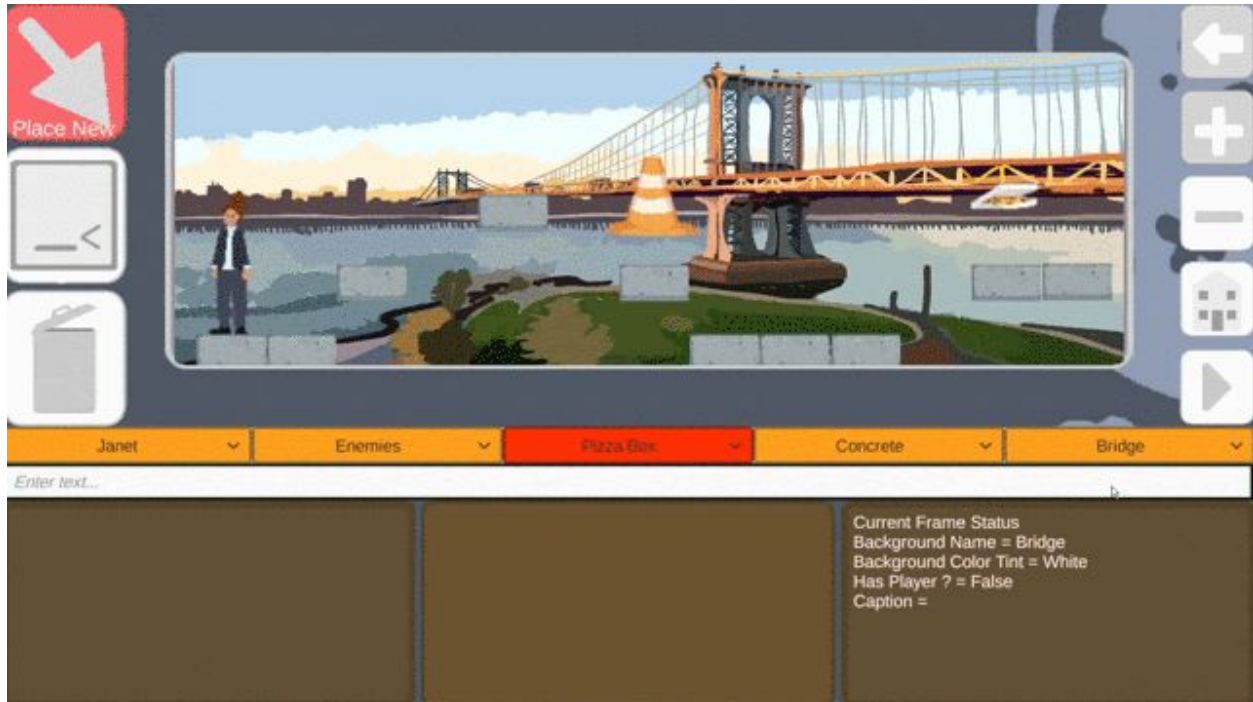 Place New
Janet
Enemies
Pizza Box
Concrete
Bridge
Enter text...
Current Frame Status
Background Name = Bridge
Background Color Tint = White
Has Player ? = False
Caption =